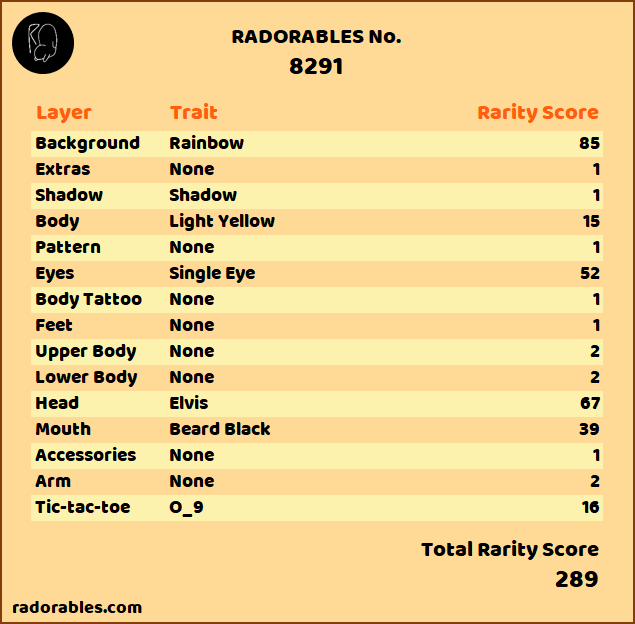 RADORABLES No.
8291
Layer Trait Rarity Score
Background Rainbow 85
Extras None 1
Shadow Shadow 1
Body Light Yellow 15
Pattern None 1
Eyes Single Eye 52
Body Tattoo None 1
Feet None 1
Upper Body None 2
Lower Body None 2
Head Elvis 67
Mouth Beard Black 39
Accessories None 1
Arm None 2
Tic-tac-toe O_9 16
Total Rarity Score
289
radorables.com